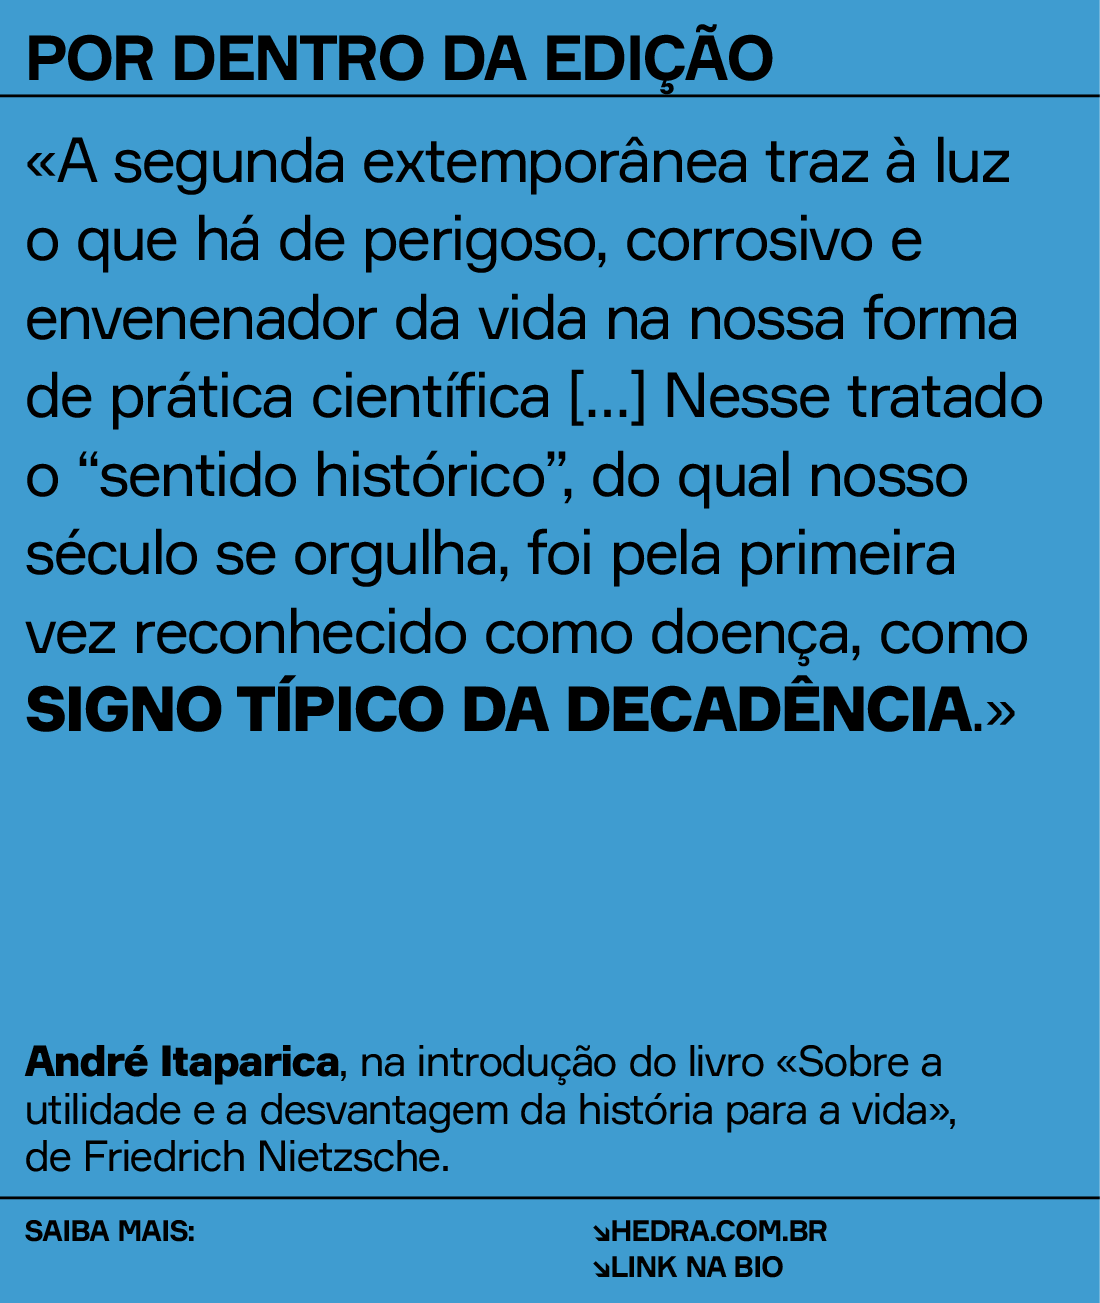 POR DENTRO DA EDIÇÃO
«A segunda extemporânea traz à luz
o que há de perigoso, corrosivo e
envenenador da vida na nossa forma
de prática científica [...] Nesse tratado
o “sentido histórico”, do qual nosso
século se orgulha, foi pela primeira
vez reconhecido como doença, como
SIGNO TÍPICO DA DECADÊNCIA.»
André Itaparica, na introdução do livro «Sobre a
utilidade e a desvantagem da história para a vida»,
de Friedrich Nietzsche.
SAIBA MAIS:
↘HEDRA.COM.BR
↘LINK NA BIO